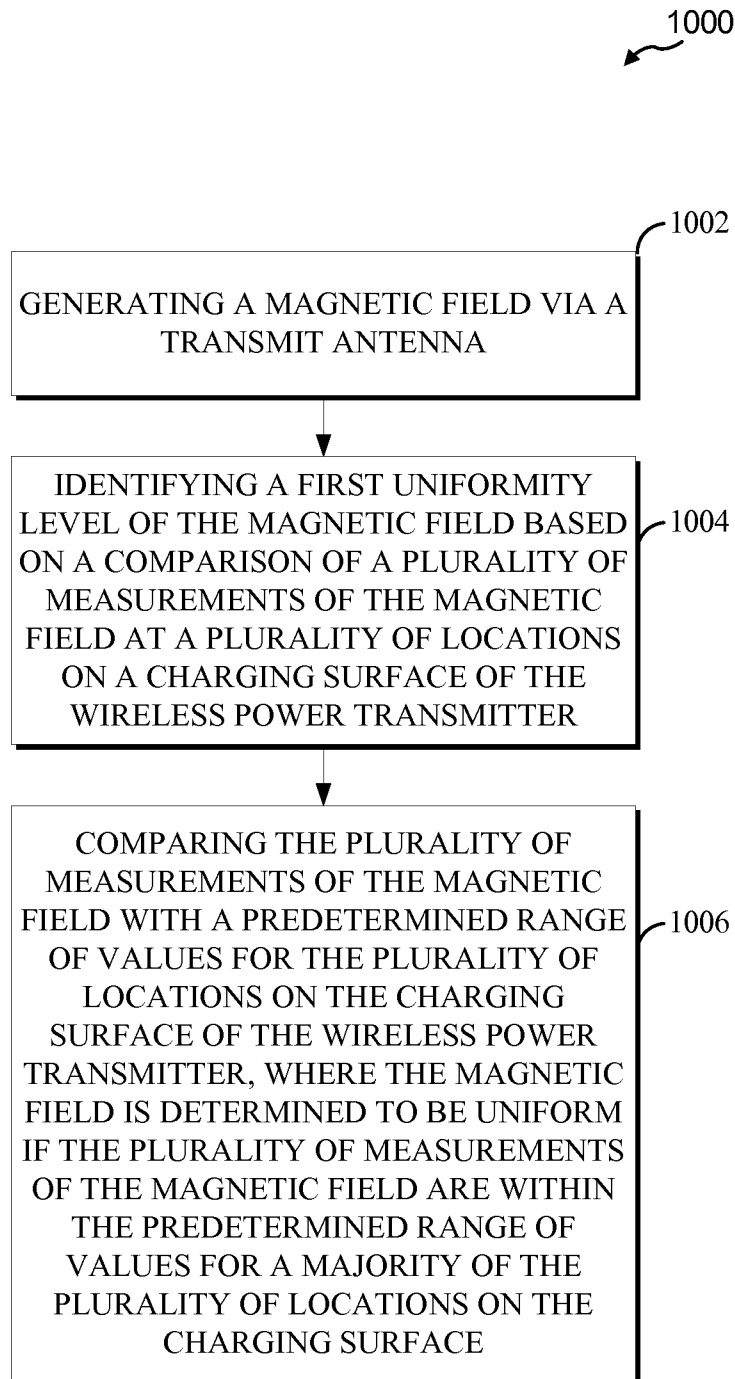 1000
1002
GENERATING A MAGNETIC FIELD VIA A
TRANSMIT ANTENNA
IDENTIFYING A FIRST UNIFORMITY
LEVEL OF THE MAGNETIC FIELD BASED
ON A COMPARISON OF A PLURALITY OF
MEASUREMENTS OF THE MAGNETIC
FIELD AT A PLURALITY OF LOCATIONS
ON A CHARGING SURFACE OF THE
WIRELESS POWER TRANSMITTER
1004
COMPARING THE PLURALITY OF
MEASUREMENTS OF THE MAGNETIC
FIELD WITH A PREDETERMINED RANGE
OF VALUES FOR THE PLURALITY OF
LOCATIONS ON THE CHARGING
SURFACE OF THE WIRELESS POWER
TRANSMITTER, WHERE THE MAGNETIC
FIELD IS DETERMINED TO BE UNIFORM
IF THE PLURALITY OF MEASUREMENTS
OF THE MAGNETIC FIELD ARE WITHIN
THE PREDETERMINED RANGE OF
VALUES FOR A MAJORITY OF THE
PLURALITY OF LOCATIONS ON THE
CHARGING SURFACE
1006